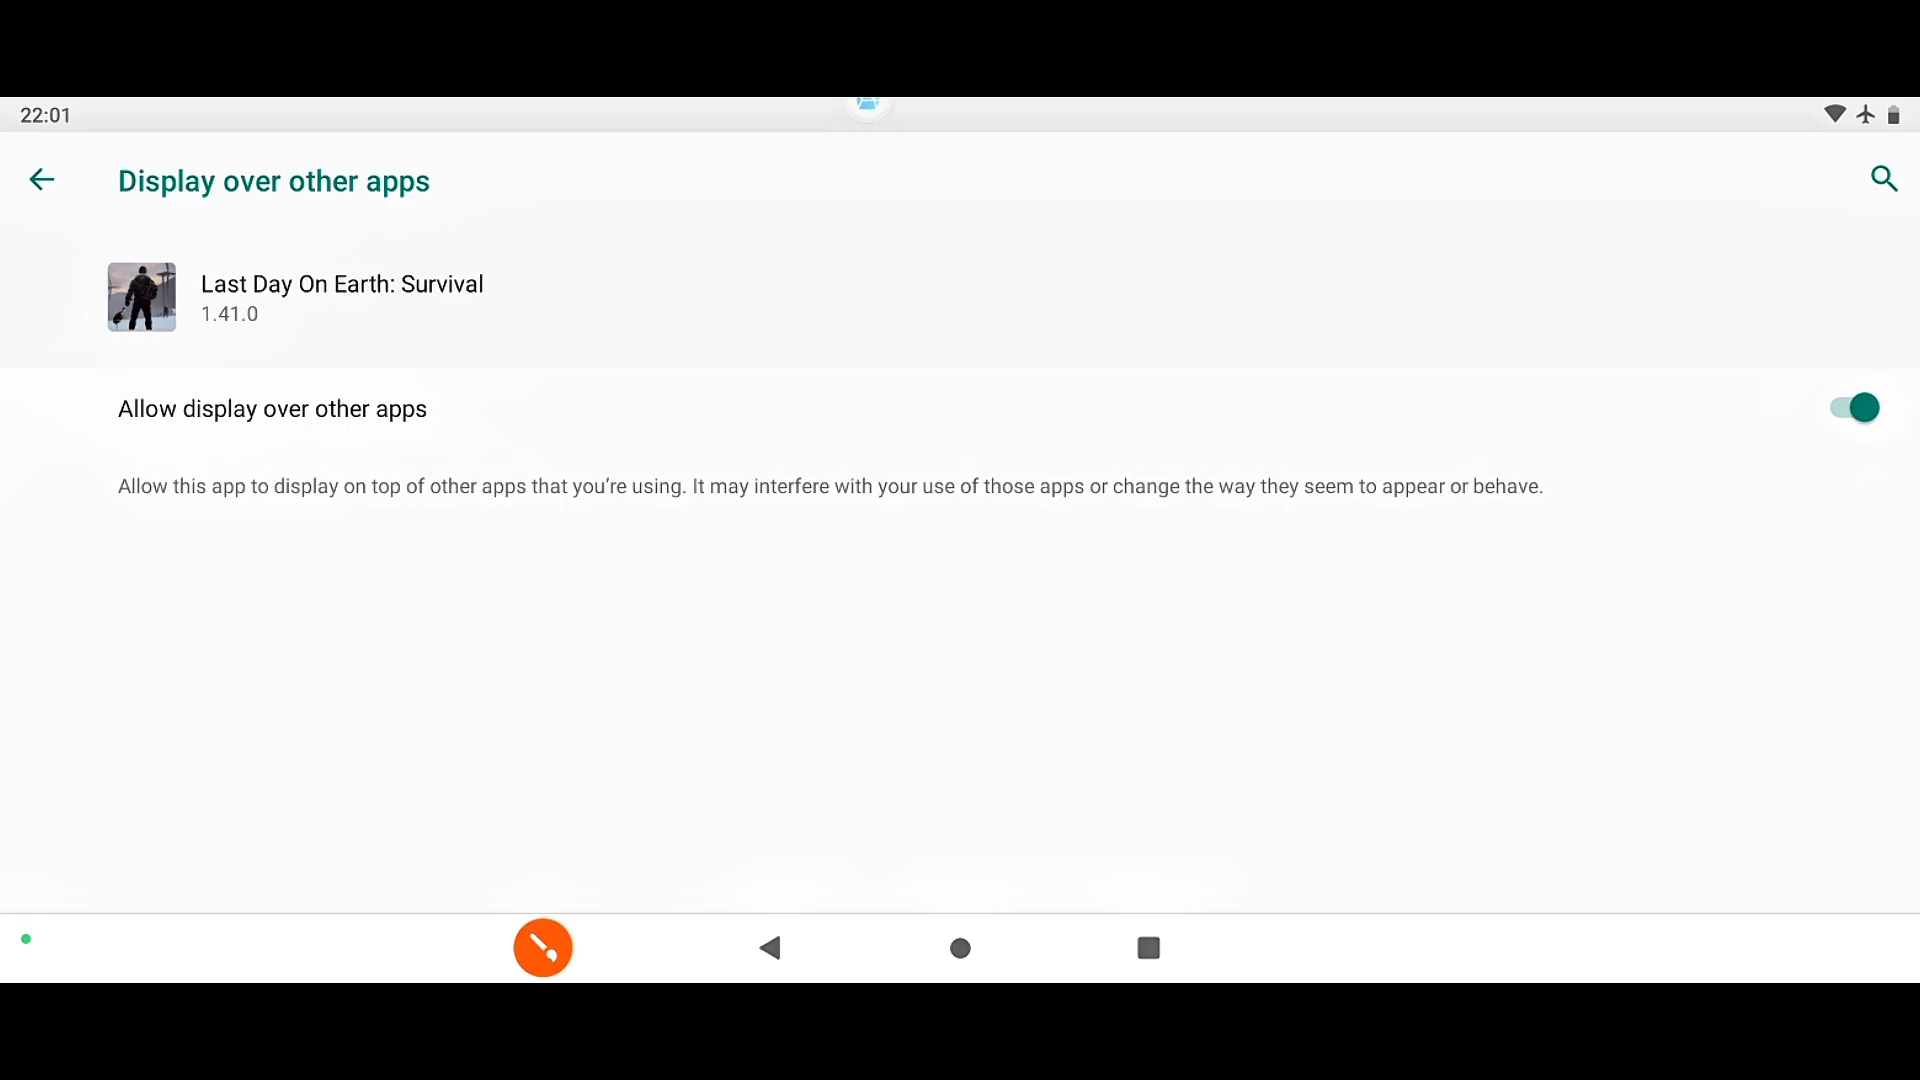 22:01
Display over other apps
Last Day On Earth: Survival
1.41.0
Allow display over other apps
Allow this app to display on top of other apps that you’re using. It may interfere with your use of those apps or change the way they seem to appear or behave.